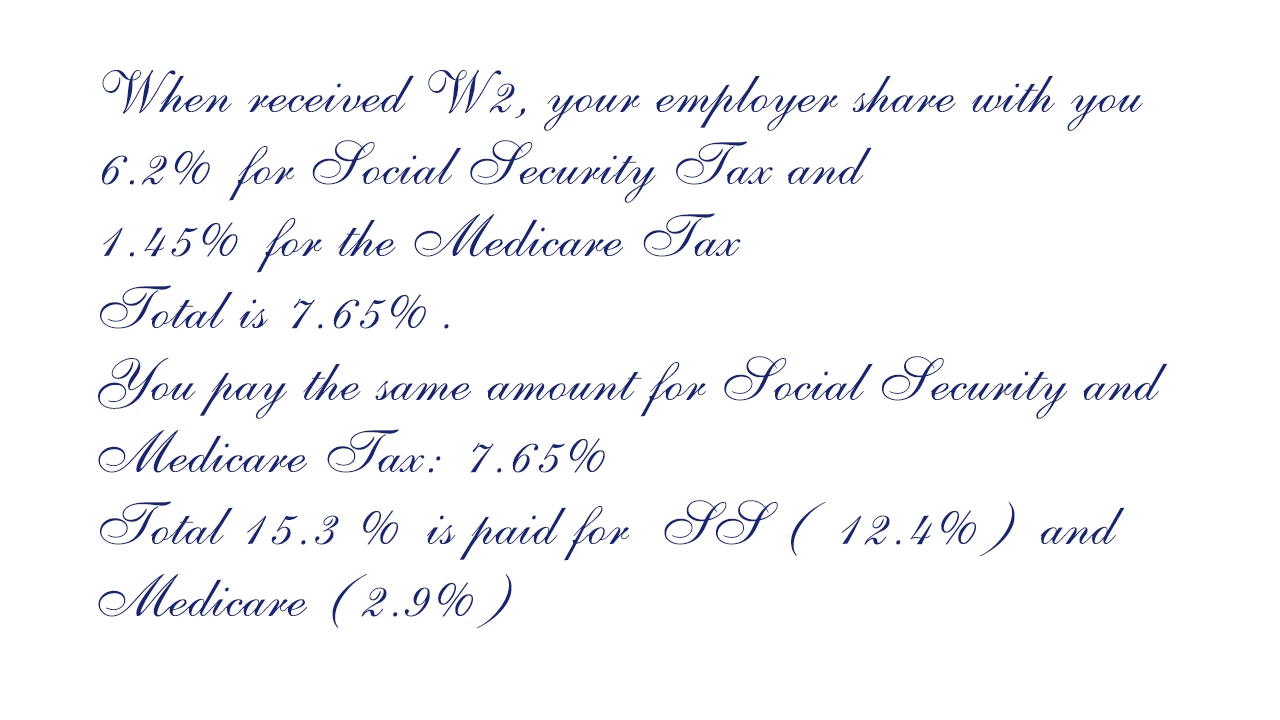 When received W2, your employer share with you
6.2% for Social Security Tax and
1.45% for the Medicare Tax
Total is 7.65% .
You pay the same amount for Social Security and
Medicare Tax: 7.65%
Total 15.3 % is paid for SS ( 12.4% ) and
Medicare (2.9% )